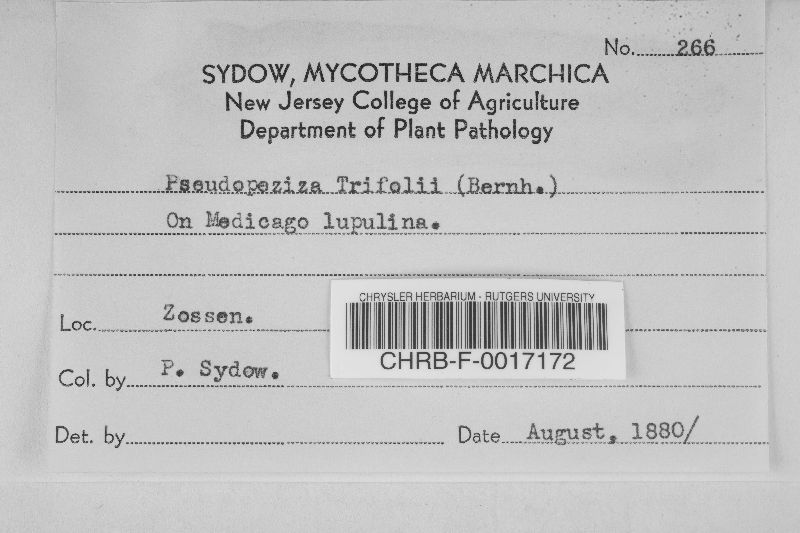 No. 266
SYDOW, MYCOTHECA MARCHICA
New Jersey College of Agriculture
Department of Plant Pathology
Pseudopeziza Trifolii (Bernh.)
On Medicago lupulina.
Loc. Zossen.
CHRYSLER HERBARIUM - RUTGERS UNIVERSITY
CHRB-F-0017172
Col. by P. Sydow.
Det. by
Date August, 1880/